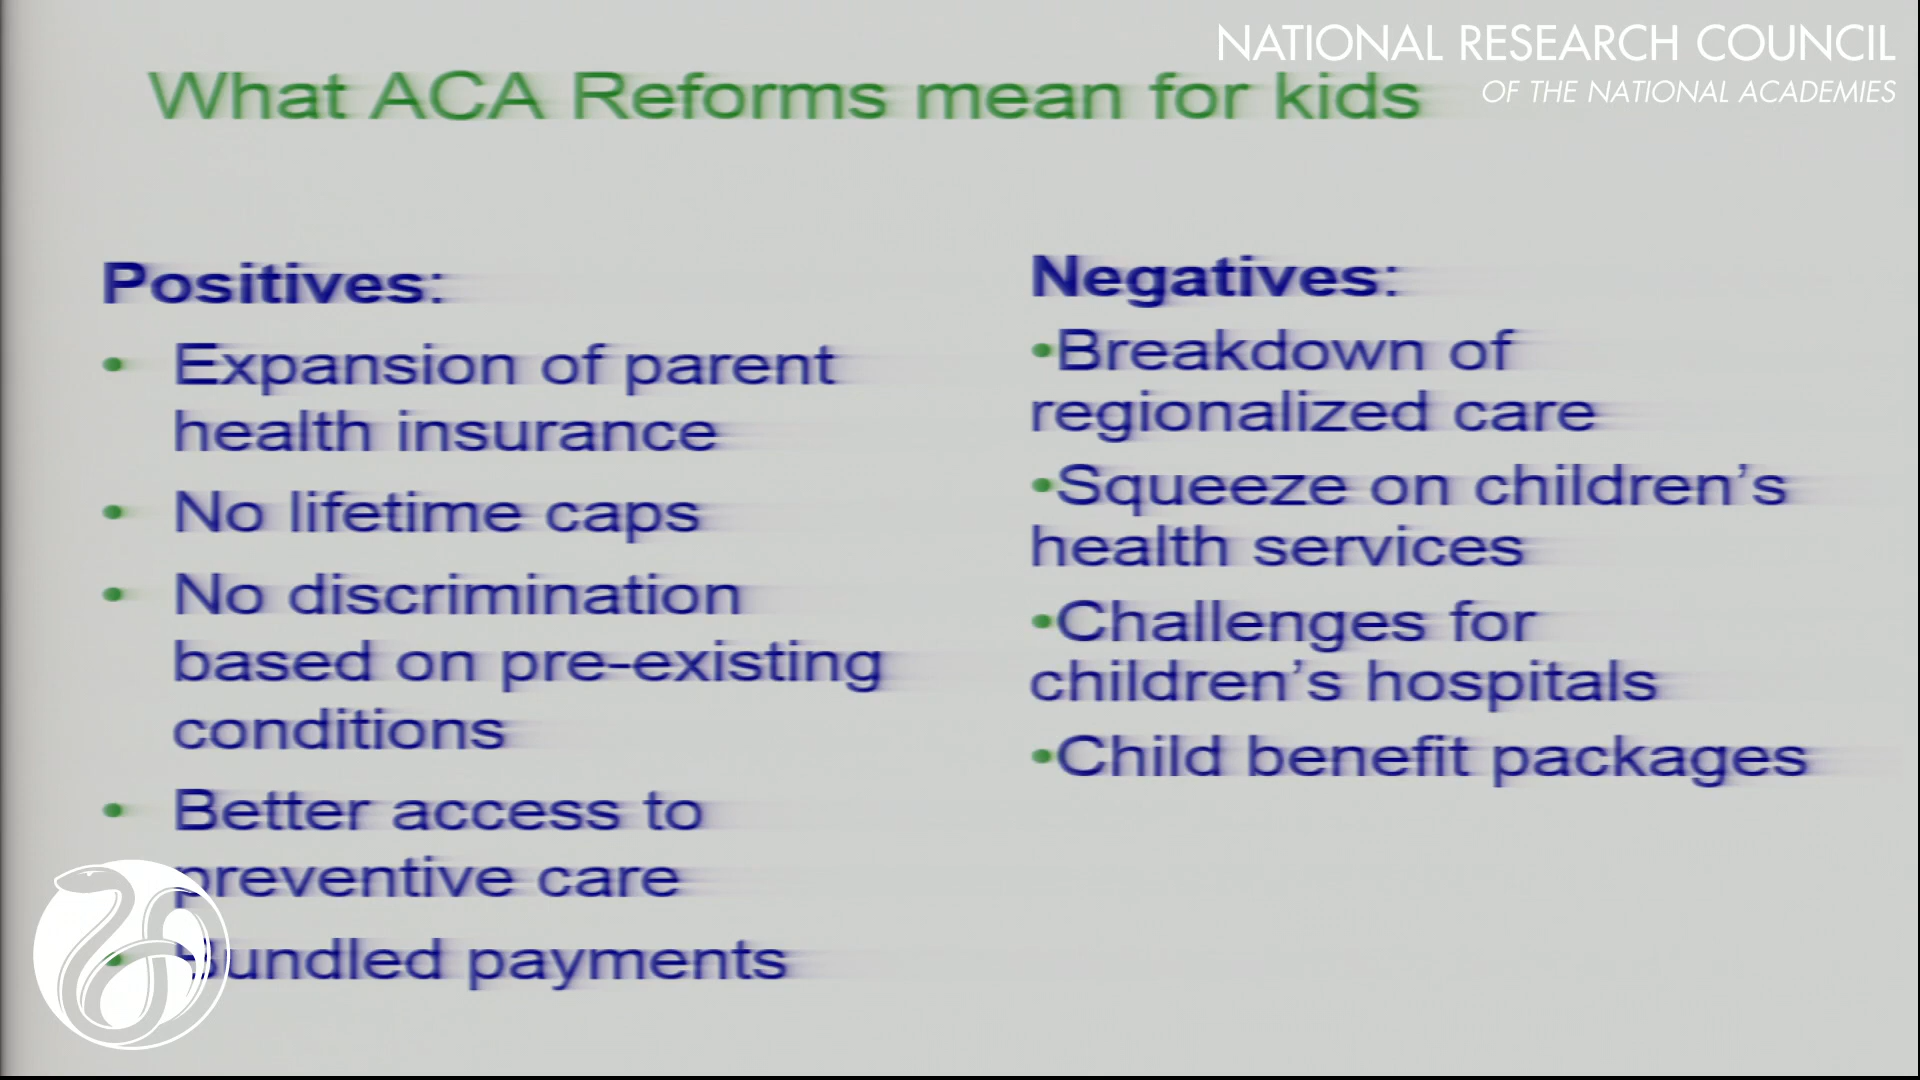 NATIONAL RESEARCH COUNCIL
OF THE NATIONAL ACADEMIES
What ACA Reforms mean for kids
Positives:
• Expansion of parent
health insurance
• No lifetime caps
• No discrimination
based on pre-existing
conditions
• Better access to
preventive care
• Bundled payments
Negatives:
•Breakdown of
regionalized care
•Squeeze on children’s
health services
•Challenges for
children’s hospitals
•Child benefit packages